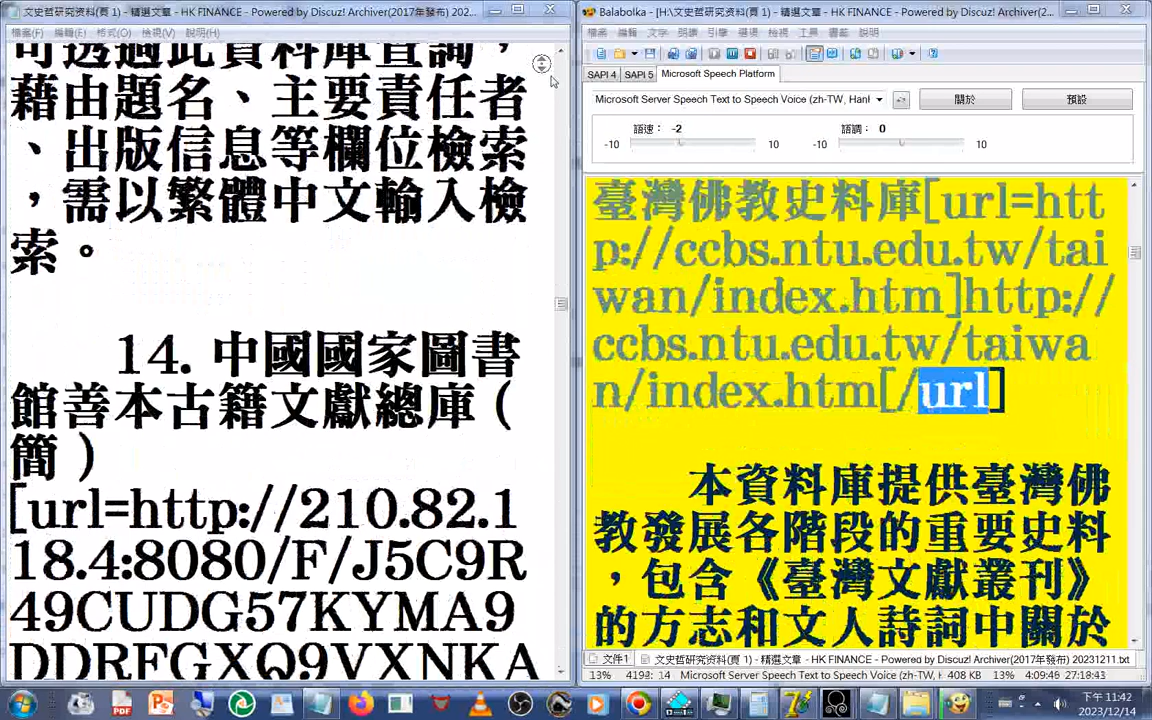 文史哲研究资料(頁 1) - 精選文章 - HK FINANCE - Powered by Discuz! Archiver(2017年發布) 202...
檔案(F) 編輯(E) 格式(O) 檢視(V) 說明(H)
可透過此資料庫查詢，
藉由題名、主要責任者
、出版信息等欄位檢索
，需以繁體中文輸入檢
索。
14. 中國國家圖書
館善本古籍文獻總庫（
簡）
[url=http://210.82.1
18.4:8080/F/J5C9R
49CUDG57KYMA9
DDRFGXQ9VXNKA
Balabolka - [H:\文史哲研究资料(頁 1) - 精選文章 - HK FINANCE - Powered by Discuz! Archiver(2...
檔案 編輯 文字 朗讀 引擎 選項 檢視 工具 書籤 說明
SAPI 4 SAPI 5 Microsoft Speech Platform
Microsoft Server Speech Text to Speech Voice (zh-TW, Hanl
關於
預設
語速： -2 語調： 0
-10 10 -10 10
臺灣佛教史料庫[url=htt
p://ccbs.ntu.edu.tw/tai
wan/index.htm]http://
ccbs.ntu.edu.tw/taiwa
n/index.htm[/url]
本資料庫提供臺灣佛
教發展各階段的重要史料
，包含《臺灣文獻叢刊》
的方志和文人詩詞中關於
文件1 文史哲研究资料(頁 1) - 精選文章 - HK FINANCE - Powered by Discuz! Archiver(2017年發布) 20231211.txt
13% 4193: 14 Microsoft Speech Platform 408 KB 13% 4:09:46 27:18:43
下午 11:42
2023/12/14